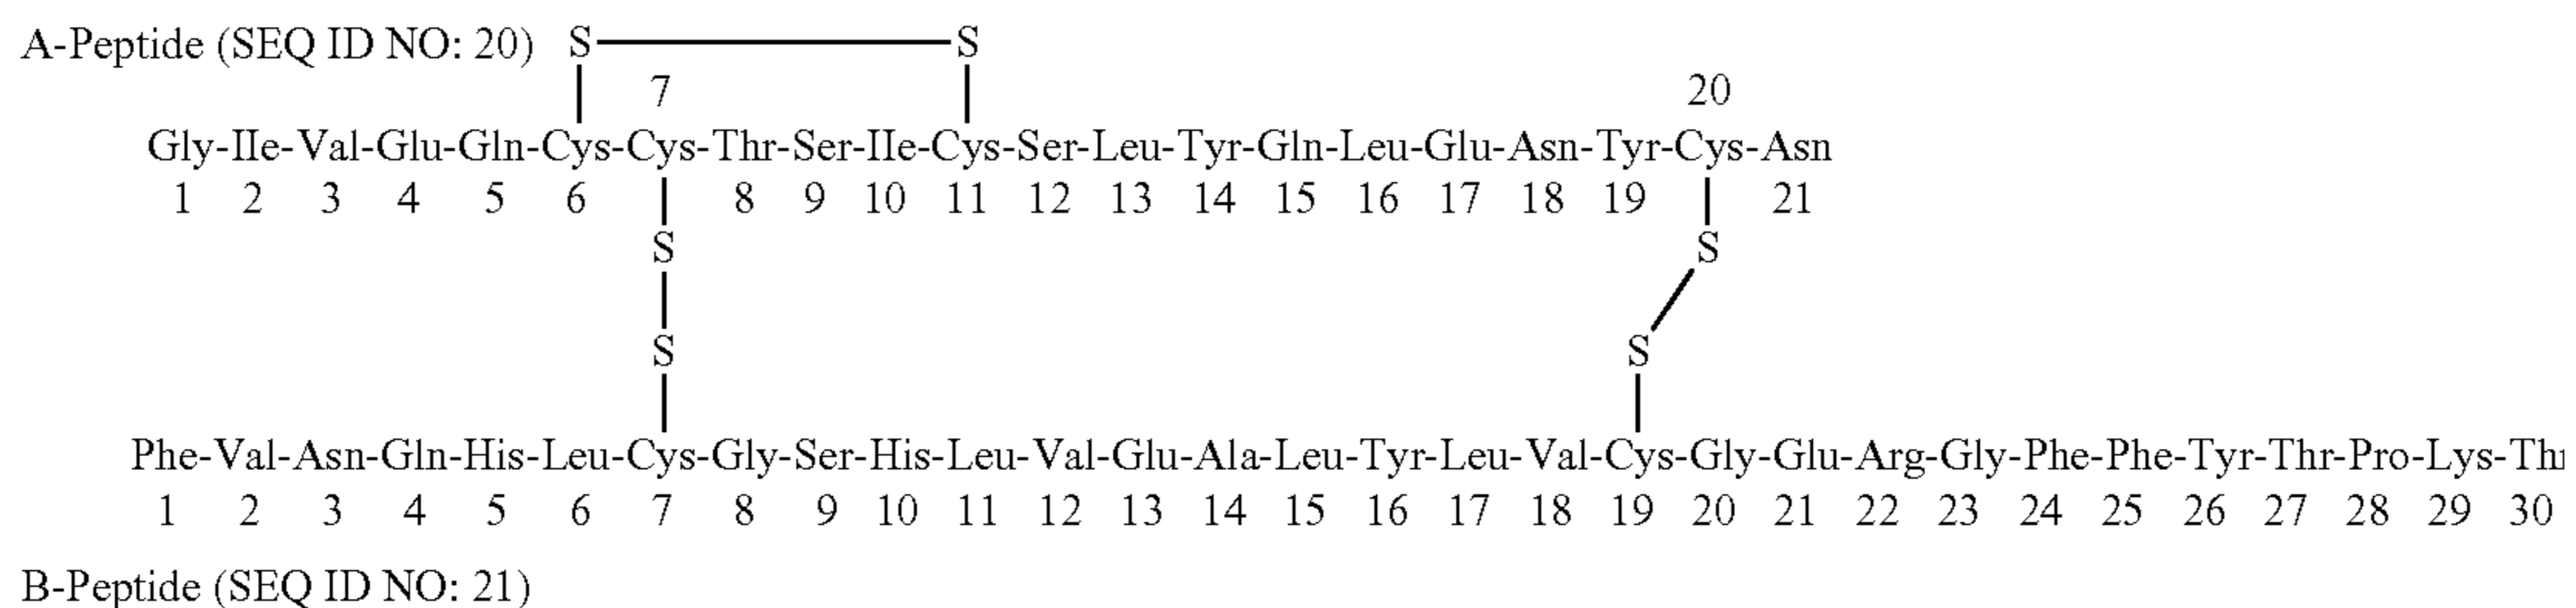 A-Peptide (SEQ ID NO: 20) S S
7 20
Gly-IIe-Val-Glu-Gln-Cys-Cys-Thr-Ser-IIe-Cys-Ser-Leu-Tyr-Gln-Leu-Glu-Asn-Tyr-Cys-Asn
1 2 3 4 5 6 8 9 10 11 12 13 14 15 16 17 18 19 21
S S
S S
Phe-Val-Asn-Gln-His-Leu-Cys-Gly-Ser-His-Leu-Val-Glu-Ala-Leu-Tyr-Leu-Val-Cys-Gly-Glu-Arg-Gly-Phe-Phe-Tyr-Thr-Pro-Lys-Thr
1 2 3 4 5 6 7 8 9 10 11 12 13 14 15 16 17 18 19 20 21 22 23 24 25 26 27 28 29 30
B-Peptide (SEQ ID NO: 21)